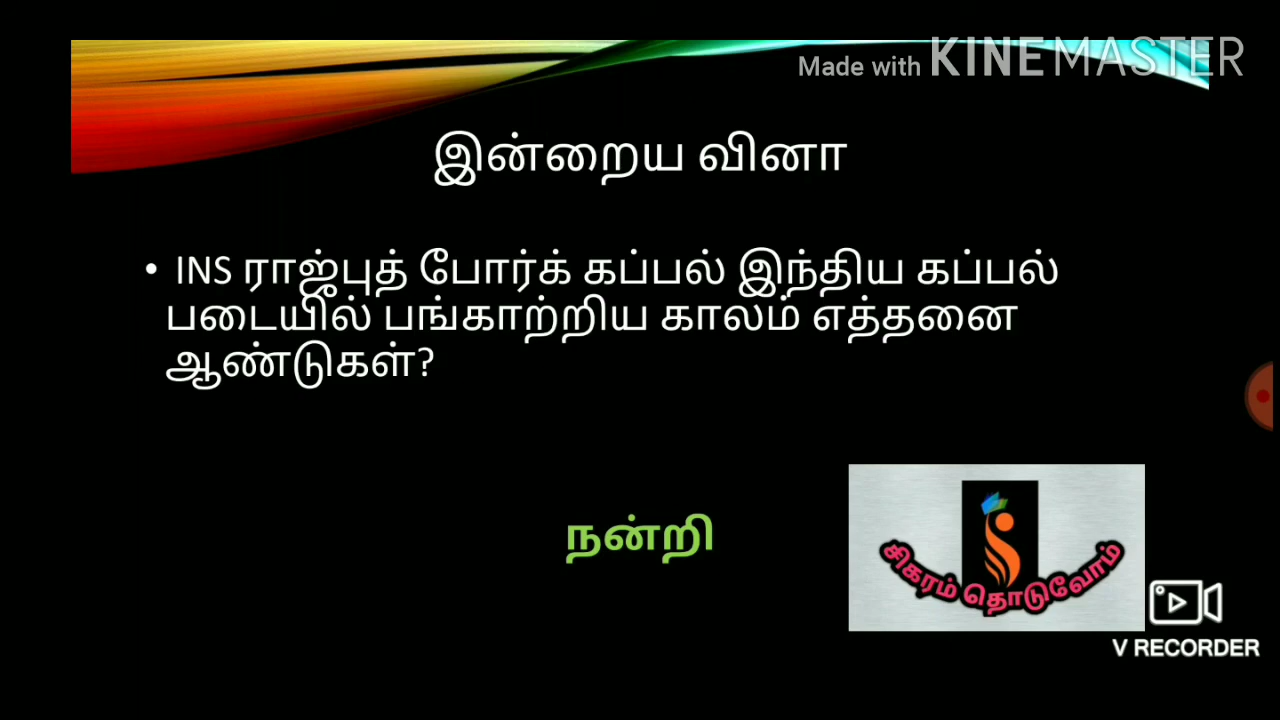 Made with KINEMASTER
இன்றைய வினா
• INS ராஜ்புத் போர்க் கப்பல் இந்திய கப்பல்
படையில் பங்காற்றிய காலம் எத்தனை
ஆண்டுகள்?
நன்றி
சிகரம் தொடுவோம்
V RECORDER